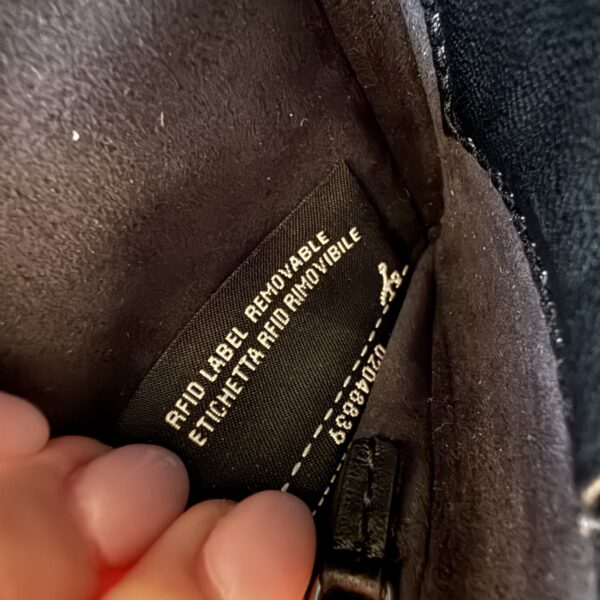 RFID LABEL REMOVABLE
ETICHETTA RFID RIMOVIBILE
02048839